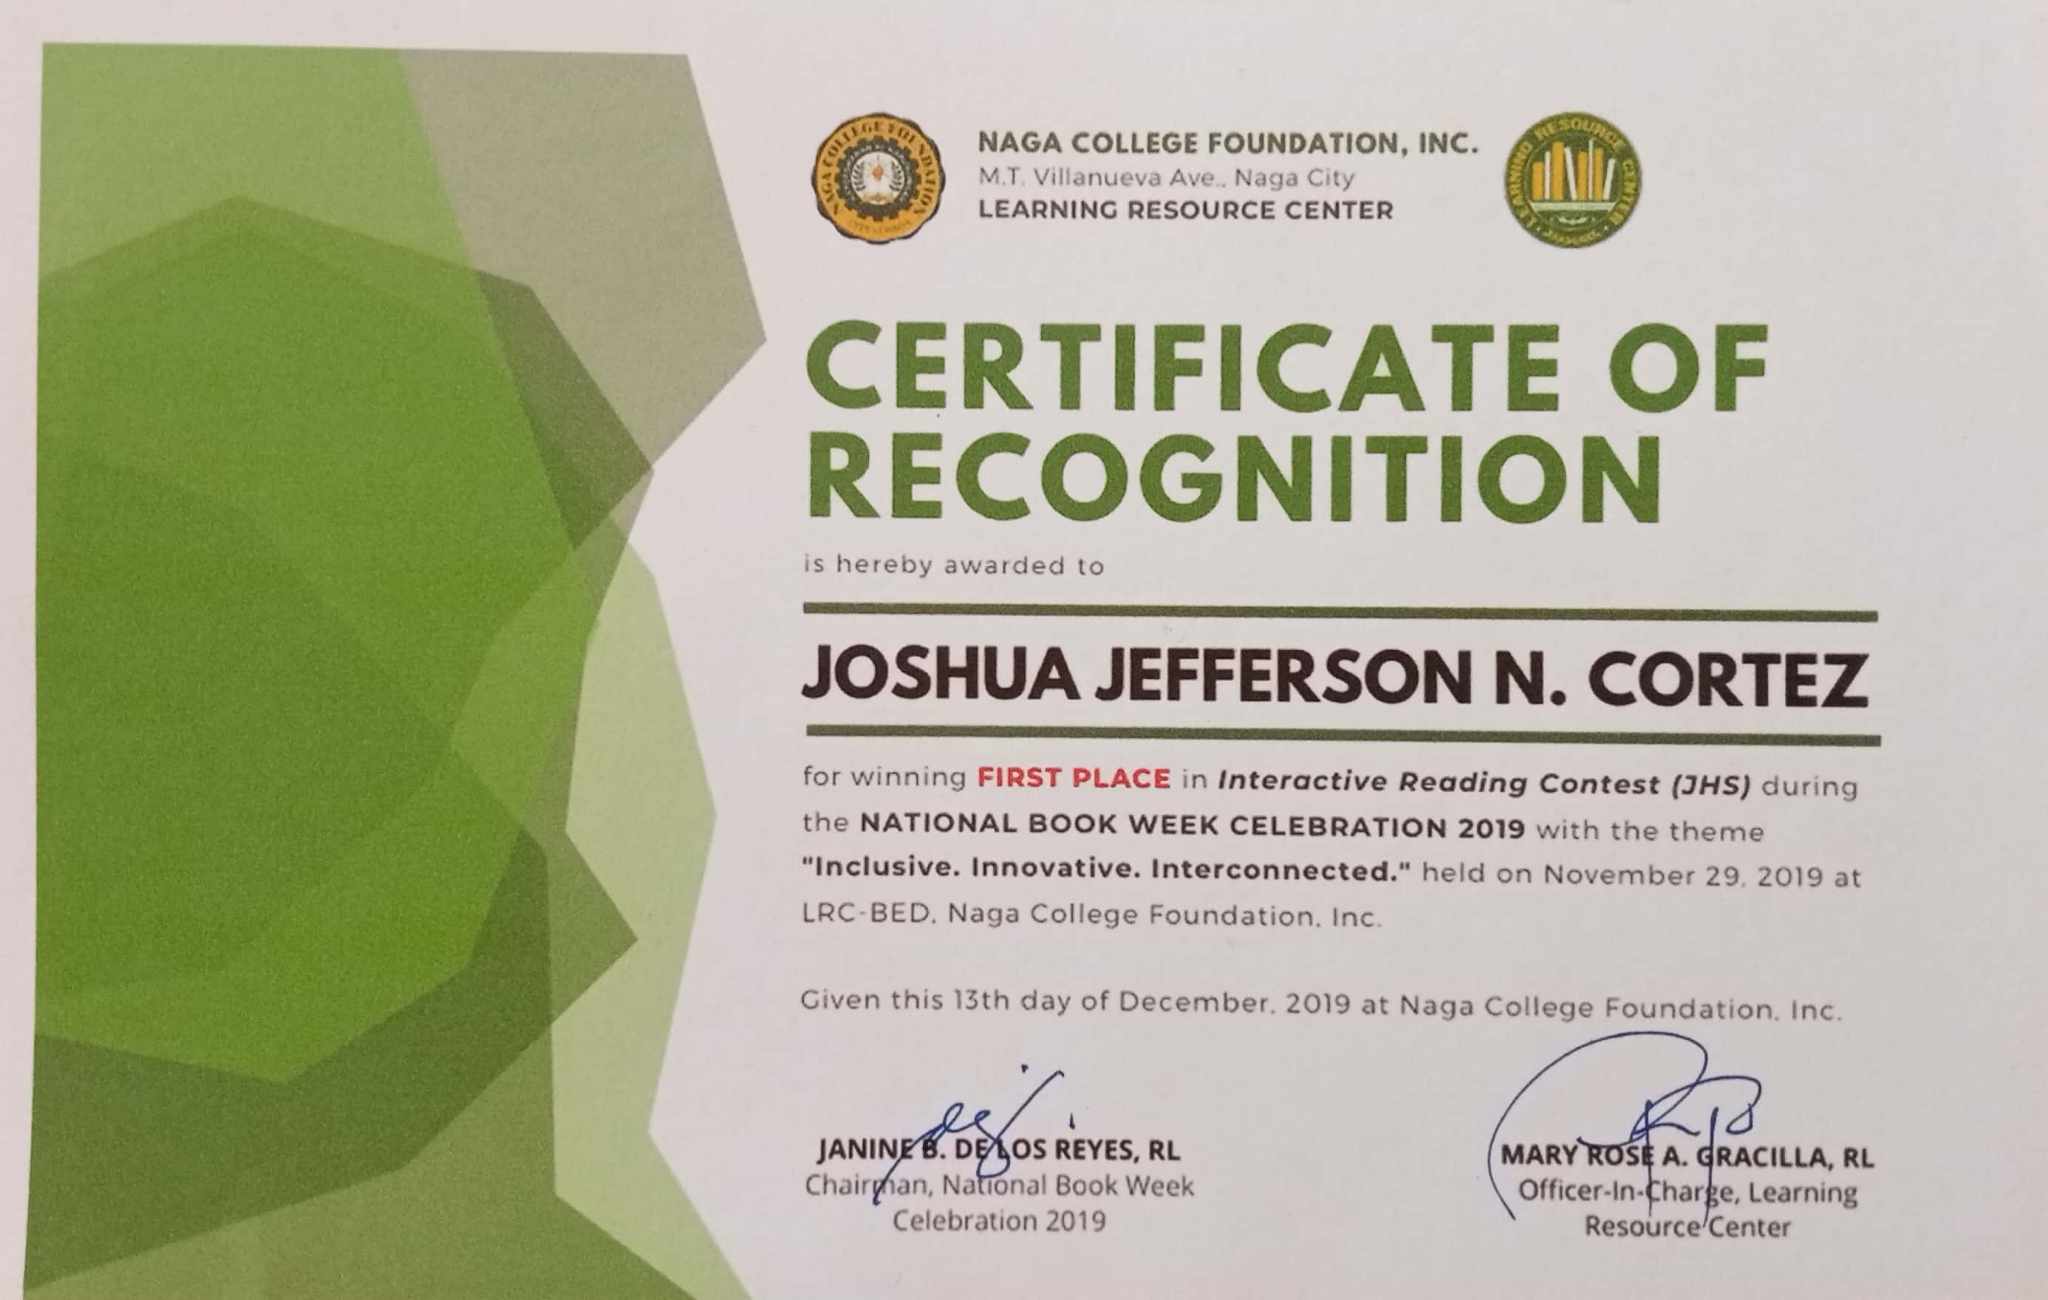 NAGA COLLEGE FOUNDATION
NAGA COLLEGE FOUNDATION, INC.
M.T. Villanueva Ave., Naga City
LEARNING RESOURCE CENTER
LEARNING RESOURCE CENTER
CERTIFICATE OF
RECOGNITION
is hereby awarded to
JOSHUA JEFFERSON N. CORTEZ
for winning FIRST PLACE in Interactive Reading Contest (JHS) during
the NATIONAL BOOK WEEK CELEBRATION 2019 with the theme
"Inclusive. Innovative. Interconnected." held on November 29, 2019 at
LRC-BED, Naga College Foundation, Inc.
Given this 13th day of December, 2019 at Naga College Foundation, Inc.
JANINE B. DE LOS REYES, RL
Chairman, National Book Week
Celebration 2019
MARY ROSE A. GRACILLA, RL
Officer-In-Charge, Learning
Resource Center